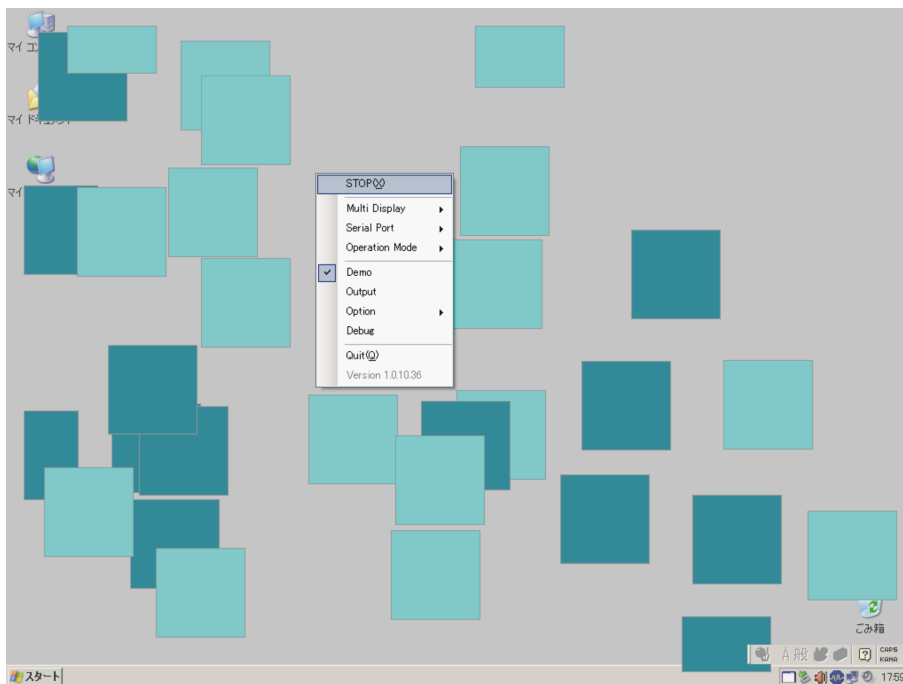 マイ コン
マイ ドキュメント
マイ
STOP(X)
Multi Display
Serial Port
Operation Mode
Demo
Output
Option
Debug
Quit(Q)
Version 1.0.10.36
ごみ箱
A 般
CAPS
KANA
スタート
17:59